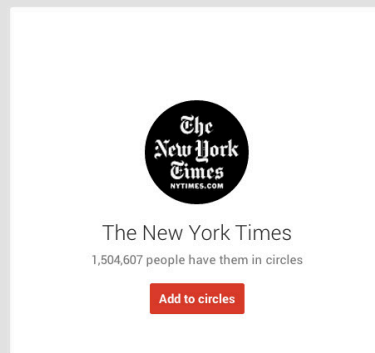 The
New York
Times
NYTIMES.COM
The New York Times
1,504,607 people have them in circles
Add to circles